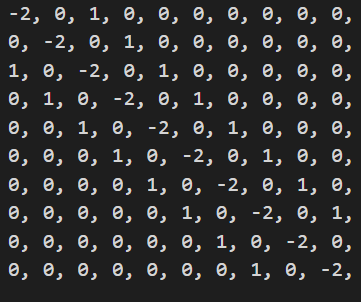 -2, 0, 1, 0, 0, 0, 0, 0, 0, 0,
0, -2, 0, 1, 0, 0, 0, 0, 0, 0,
1, 0, -2, 0, 1, 0, 0, 0, 0, 0,
0, 1, 0, -2, 0, 1, 0, 0, 0, 0,
0, 0, 1, 0, -2, 0, 1, 0, 0, 0,
0, 0, 0, 1, 0, -2, 0, 1, 0, 0,
0, 0, 0, 0, 1, 0, -2, 0, 1, 0,
0, 0, 0, 0, 0, 1, 0, -2, 0, 1,
0, 0, 0, 0, 0, 0, 1, 0, -2, 0,
0, 0, 0, 0, 0, 0, 0, 1, 0, -2,